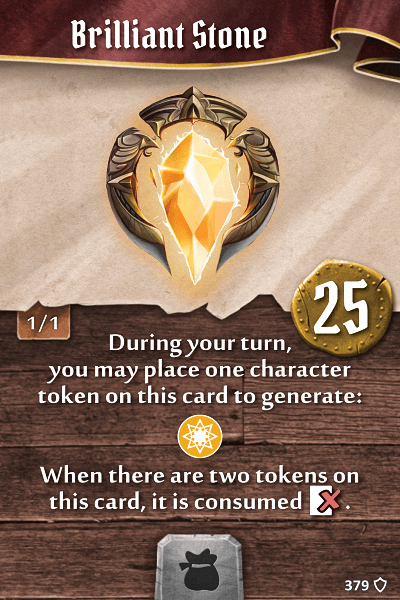 Brilliant Stone
25
1/1
During your turn,
you may place one character
token on this card to generate:
When there are two tokens on
this card, it is consumed .
379